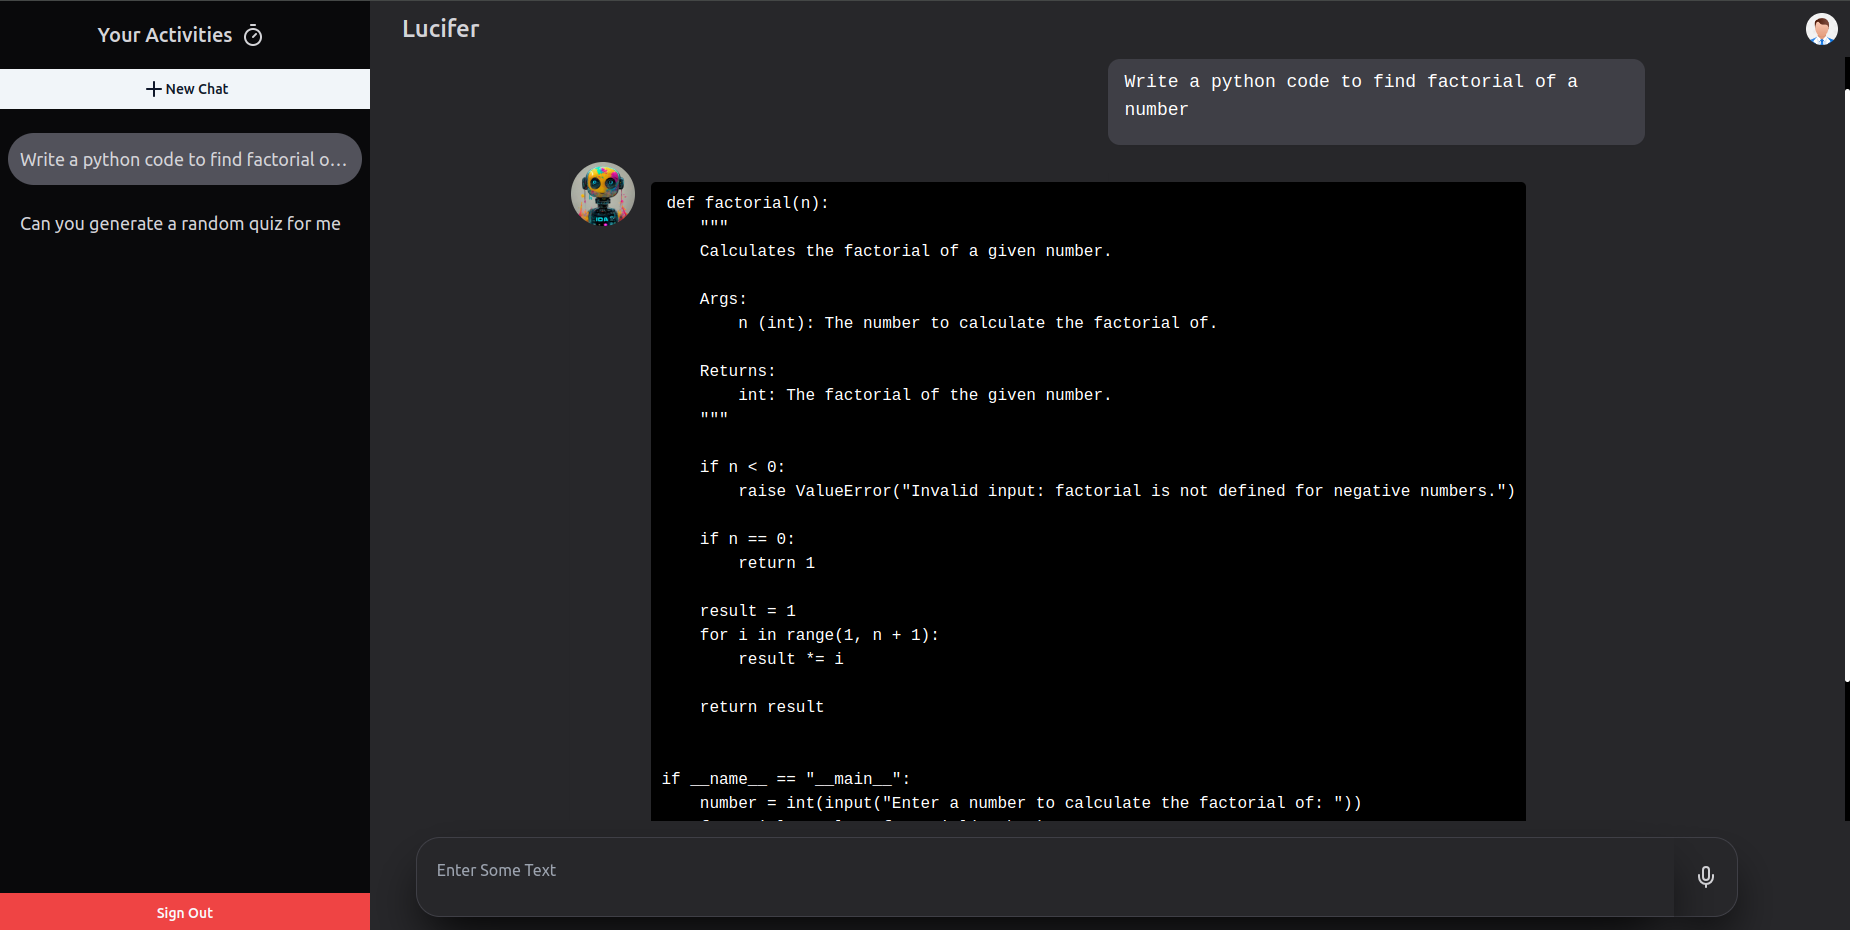 Your Activities
New Chat
Write a python code to find factorial o...
Can you generate a random quiz for me
Sign Out
Lucifer
Write a python code to find factorial of a
number
def factorial(n):
    """
    Calculates the factorial of a given number.
    Args:
        n (int): The number to calculate the factorial of.
    Returns:
        int: The factorial of the given number.
    """
    if n < 0:
        raise ValueError("Invalid input: factorial is not defined for negative numbers.")
    if n == 0:
        return 1
    result = 1
    for i in range(1, n + 1):
        result *= i
    return result
if __name__ == "__main__":
    number = int(input("Enter a number to calculate the factorial of: "))
Enter Some Text